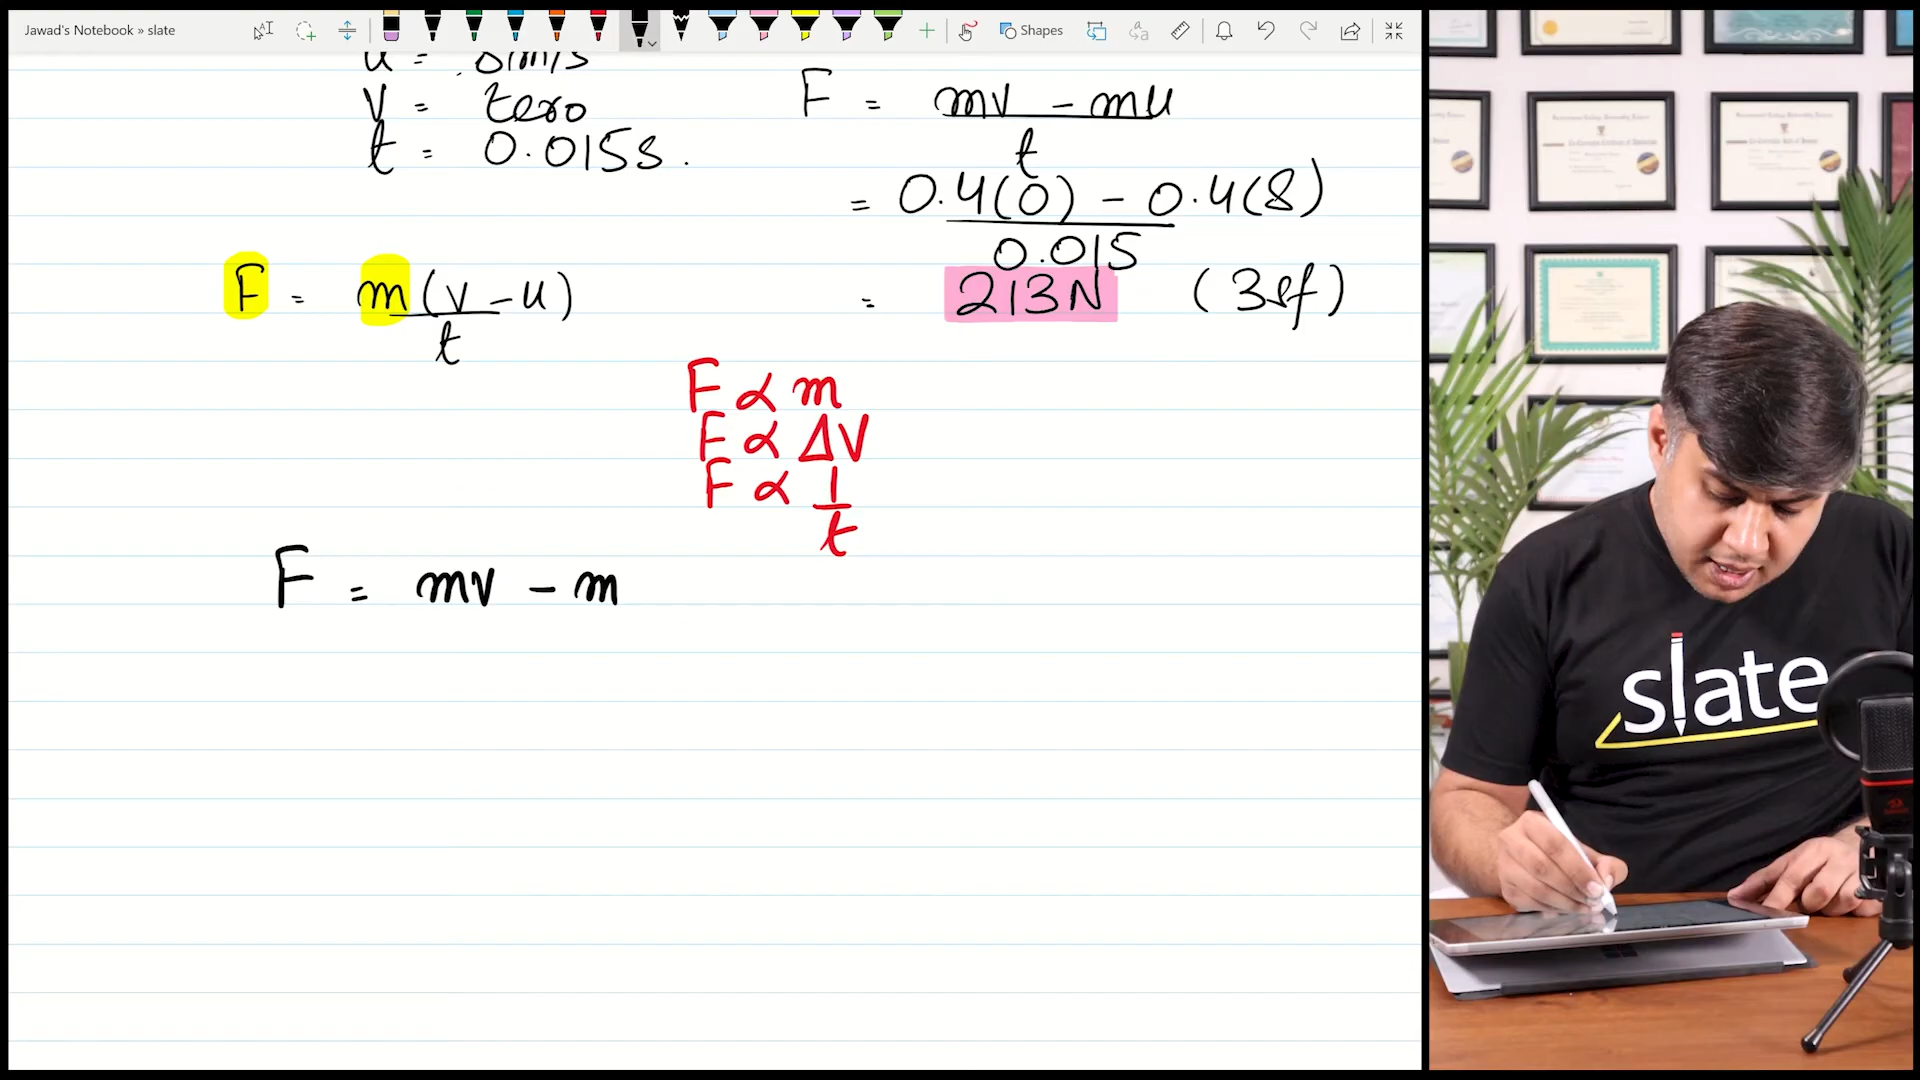 Jawad's Notebook » slate
Shapes
V = zero
t = 0.015s.
F = mv - mu
t
= 0.4(0) - 0.4(8)
0.015
= 213N (3sf)
F = m(v-u)
t
F ∝ m
F ∝ ΔV
F ∝ 1
t
F = mv - m
slate